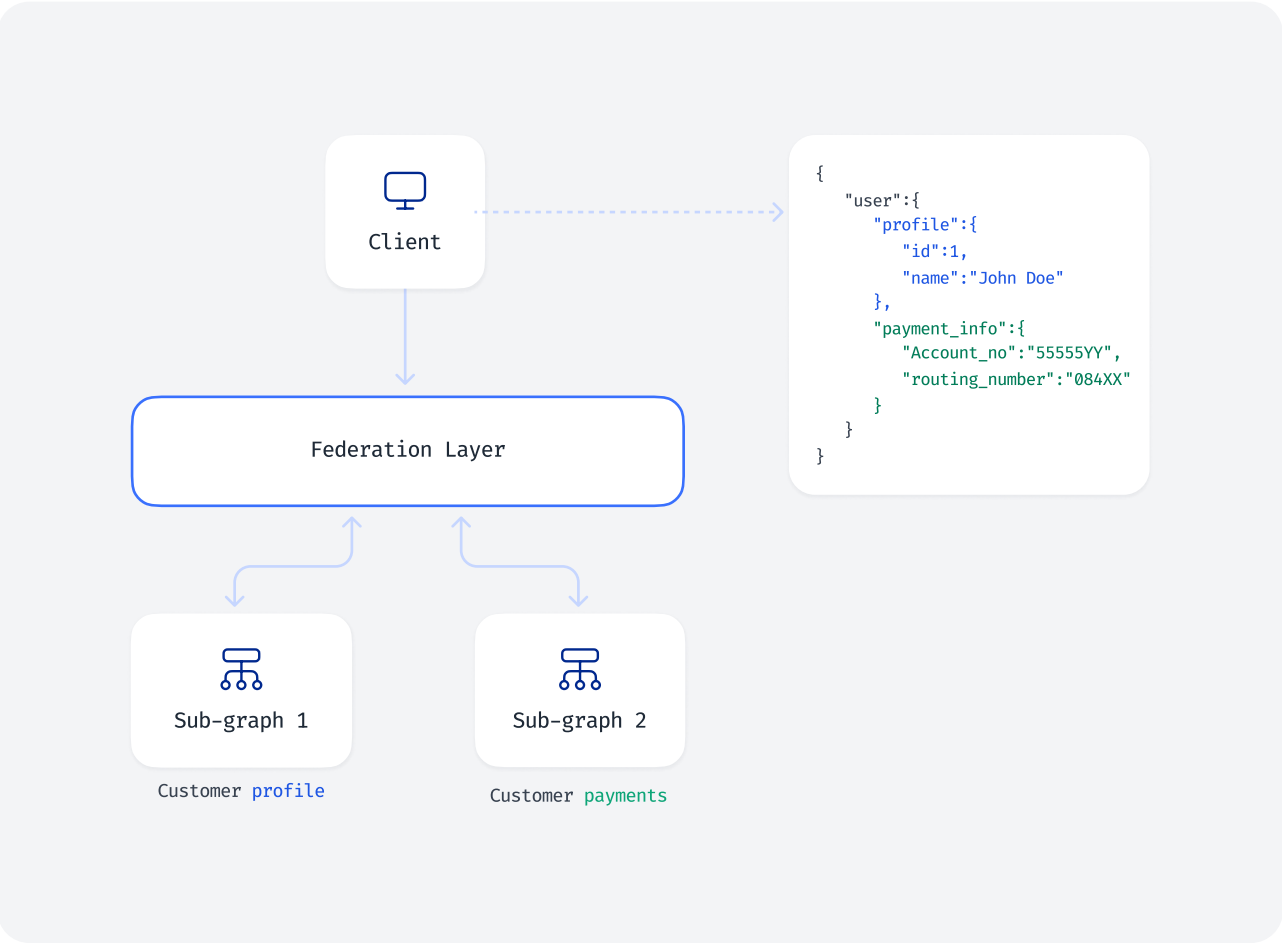 Client
{
"user":{
"profile":{
"id":1,
"name":"John Doe"
},
"payment_info":{
"Account_no":"55555YY",
"routing_number":"084XX"
}
}
}
Federation Layer
Sub-graph 1
Customer profile
Sub-graph 2
Customer payments